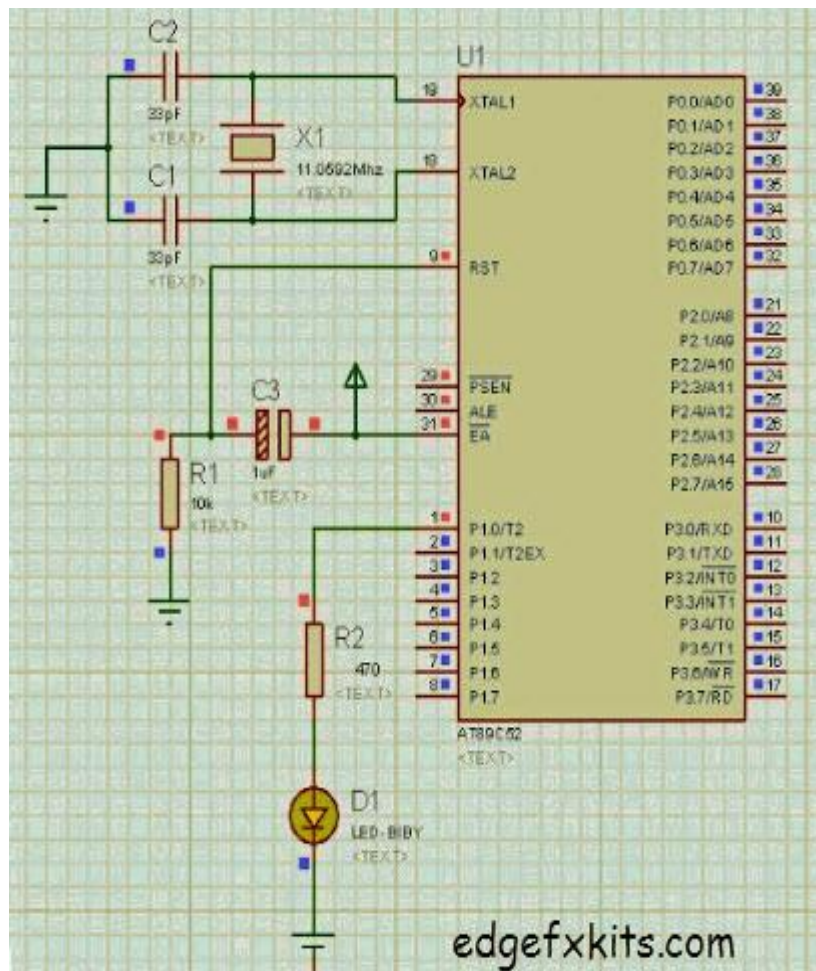 C2
33pF
<TEXT>
X1
11.0592Mhz
<TEXT>
C1
33pF
<TEXT>
U1
19
XTAL1
18
XTAL2
9
RST
29
PSEN
30
ALE
31
EA
1
P1.0/T2
2
P1.1/T2EX
3
P1.2
4
P1.3
5
P1.4
6
P1.5
7
P1.6
8
P1.7
P0.0/AD0
39
P0.1/AD1
38
P0.2/AD2
37
P0.3/AD3
36
P0.4/AD4
35
P0.5/AD5
34
P0.6/AD6
33
P0.7/AD7
32
P2.0/A8
21
P2.1/A9
22
P2.2/A10
23
P2.3/A11
24
P2.4/A12
25
P2.5/A13
26
P2.6/A14
27
P2.7/A15
28
P3.0/RXD
10
P3.1/TXD
11
P3.2/INT0
12
P3.3/INT1
13
P3.4/T0
14
P3.5/T1
15
P3.6/WR
16
P3.7/RD
17
AT89C52
<TEXT>
C3
1uF
<TEXT>
R1
10k
<TEXT>
R2
470
<TEXT>
D1
LED-BIBY
<TEXT>
edgefxkits.com